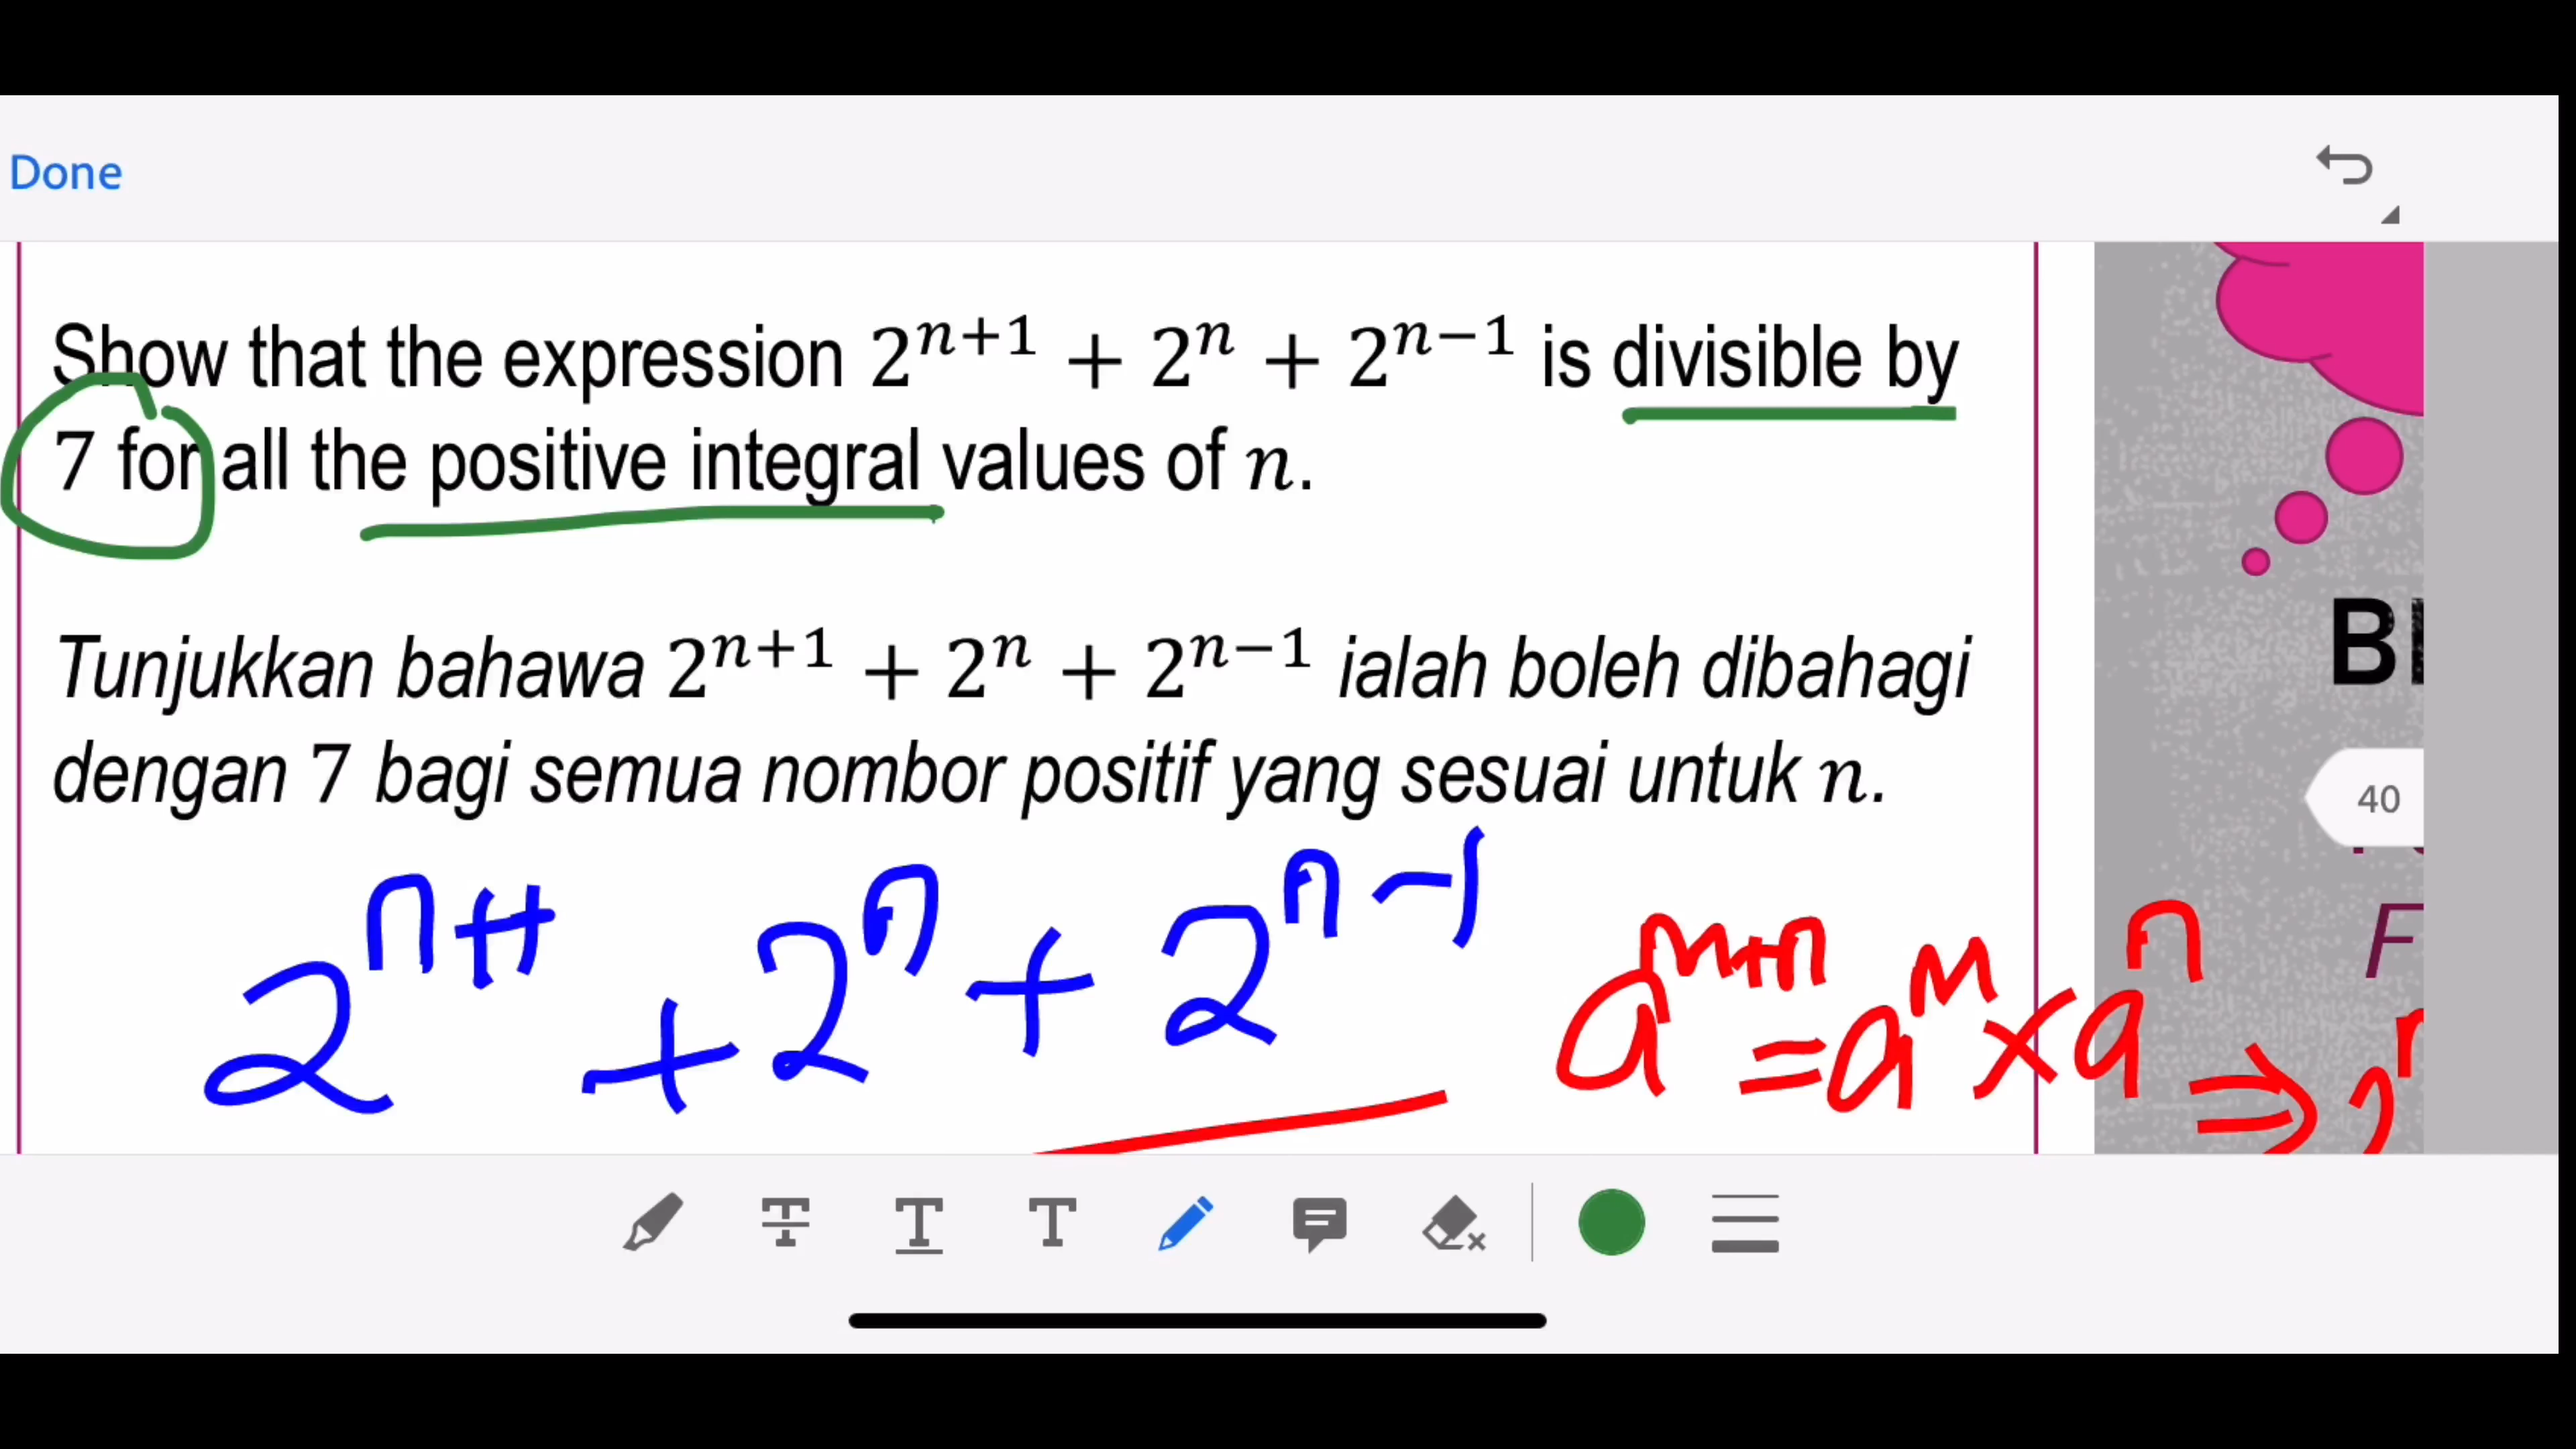 Done
Show that the expression 2^{n+1} + 2^n + 2^{n−1} is divisible by
7 for all the positive integral values of n.
Tunjukkan bahawa 2^{n+1} + 2^n + 2^{n−1} ialah boleh dibahagi
dengan 7 bagi semua nombor positif yang sesuai untuk n.
40
2^{n+1} + 2^n + 2^{n−1}
a^{m+n} = a^m × a^n ⇒
F